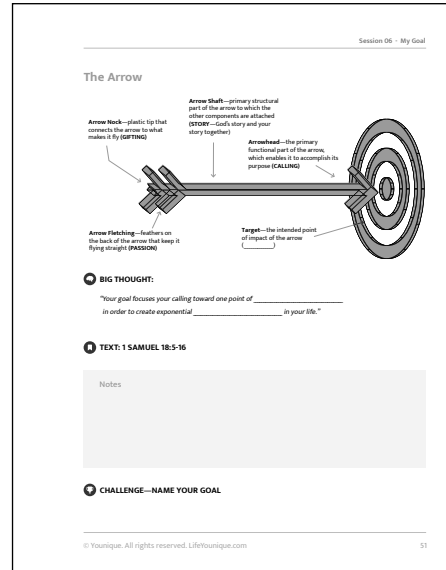 Session 06 · My Goal
The Arrow
Arrow Shaft—primary structural
part of the arrow to which the
other components are attached
(STORY—God's story and your
story together)
Arrow Nock—plastic tip that
connects the arrow to what
makes it fly (GIFTING)
Arrowhead—the primary
functional part of the arrow,
which enables it to accomplish its
purpose (CALLING)
Arrow Fletching—feathers on
the back of the arrow that keep it
flying straight (PASSION)
Target—the intended point
of impact of the arrow
(__________)
BIG THOUGHT:
"Your goal focuses your calling toward one point of ______________________
in order to create exponential ______________________ in your life."
TEXT: 1 SAMUEL 18:5-16
Notes
CHALLENGE—NAME YOUR GOAL
© Younique. All rights reserved. LifeYounique.com
51